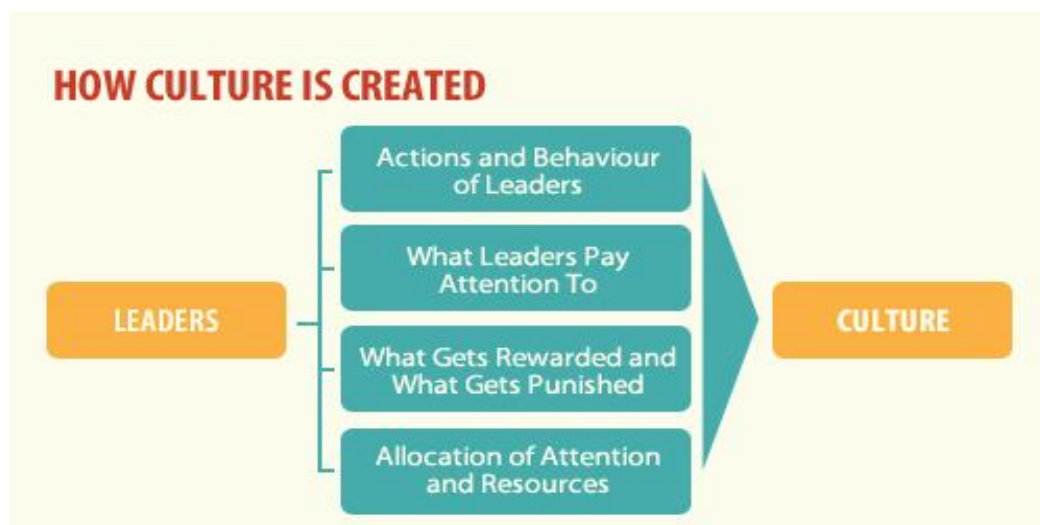 HOW CULTURE IS CREATED
LEADERS
Actions and Behaviour
of Leaders
What Leaders Pay
Attention To
What Gets Rewarded and
What Gets Punished
Allocation of Attention
and Resources
CULTURE